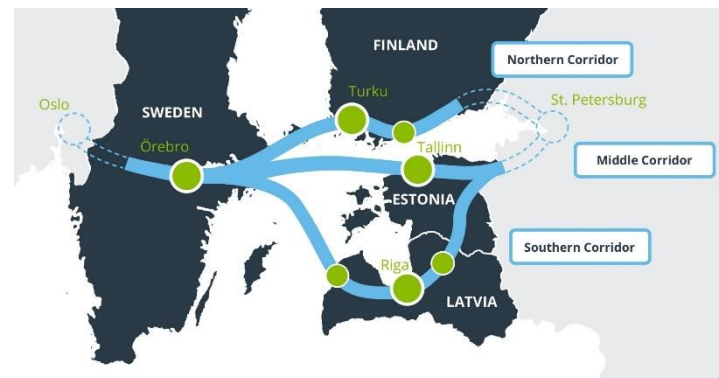 FINLAND
Northern Corridor
Oslo
Turku
St. Petersburg
SWEDEN
Örebro
Tallinn
Middle Corridor
ESTONIA
Southern Corridor
Riga
LATVIA